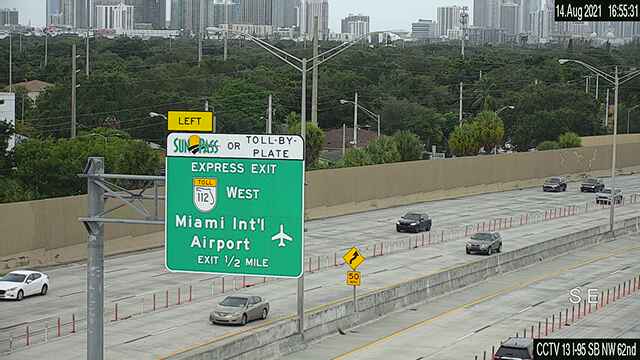 14.Aug 2021 16:55:31
LEFT
SUNPASS OR TOLL-BY-PLATE
EXPRESS EXIT
TOLL
112
WEST
Miami Int'l
Airport
EXIT 1/2 MILE
50
SE
CCTV 13 I-95 SB NW 62nd